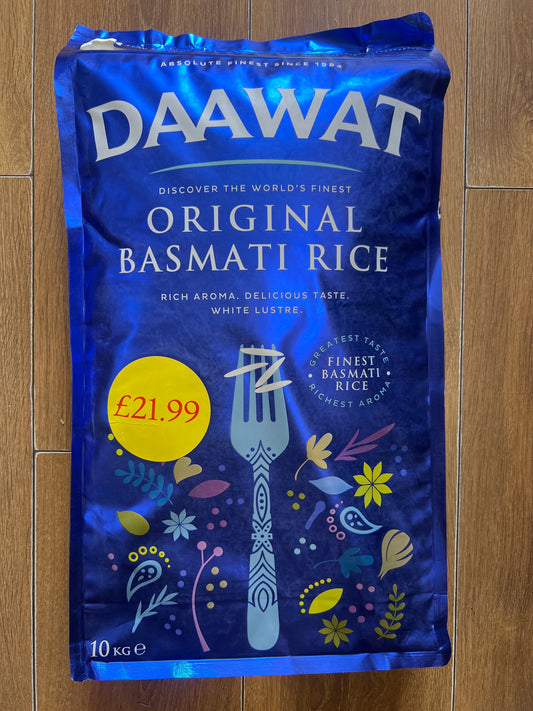 ABSOLUTE FINEST SINCE 1984
DAAWAT
DISCOVER THE WORLD'S FINEST
ORIGINAL
BASMATI RICE
RICH AROMA. DELICIOUS TASTE.
WHITE LUSTRE.
GREATEST TASTE
FINEST
BASMATI
RICE
RICHEST AROMA
£21.99
10 KG ℮